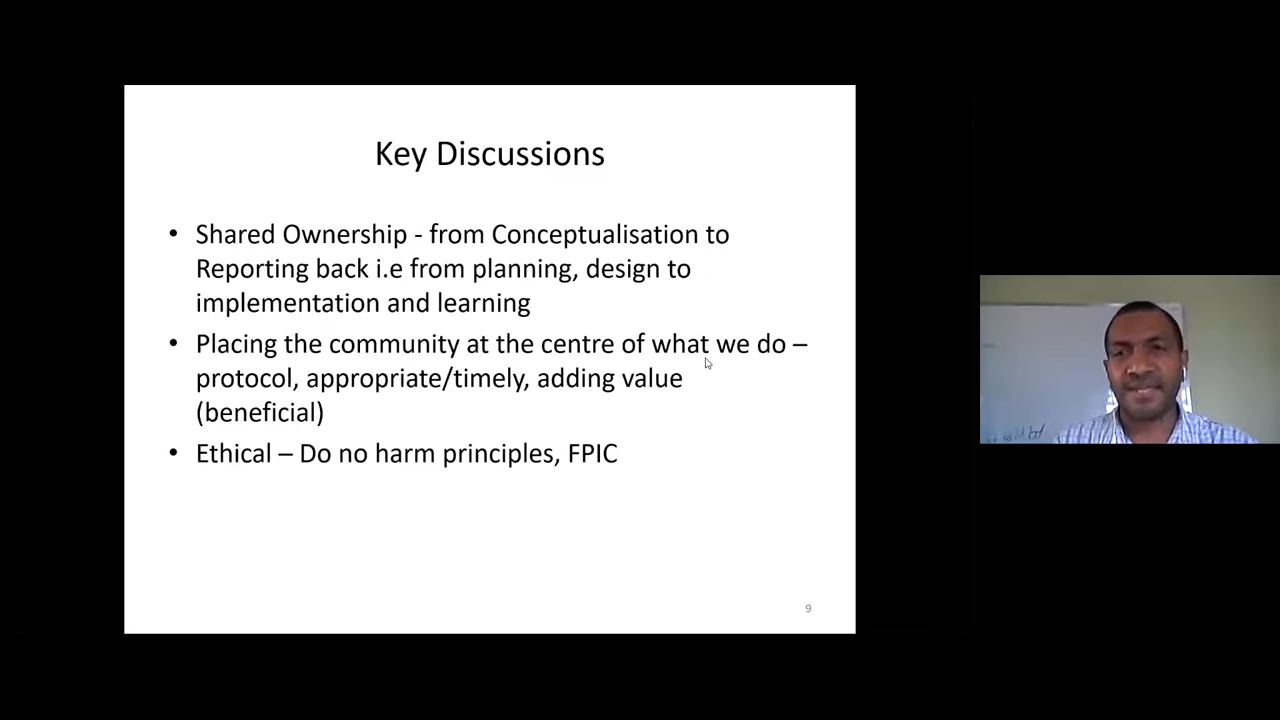 Key Discussions
• Shared Ownership - from Conceptualisation to
Reporting back i.e from planning, design to
implementation and learning
• Placing the community at the centre of what we do –
protocol, appropriate/timely, adding value
(beneficial)
• Ethical – Do no harm principles, FPIC
9